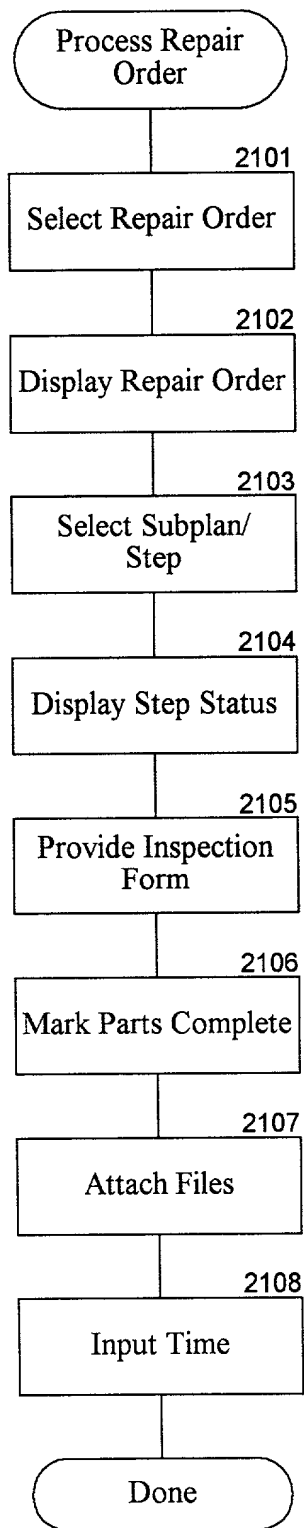 Process Repair
Order
2101
Select Repair Order
2102
Display Repair Order
2103
Select Subplan/
Step
2104
Display Step Status
2105
Provide Inspection
Form
2106
Mark Parts Complete
2107
Attach Files
2108
Input Time
Done